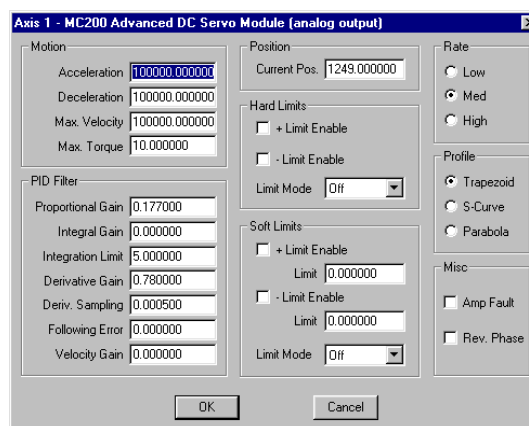 Axis 1 - MC200 Advanced DC Servo Module (analog output)
Motion
Acceleration 100000.000000
Deceleration 100000.000000
Max. Velocity 100000.000000
Max. Torque 10.000000
PID Filter
Proportional Gain 0.177000
Integral Gain 0.000000
Integration Limit 5.000000
Derivative Gain 0.780000
Deriv. Sampling 0.000500
Following Error 0.000000
Velocity Gain 0.000000
Position
Current Pos. 1249.000000
Hard Limits
+ Limit Enable
- Limit Enable
Limit Mode Off
Soft Limits
+ Limit Enable
Limit 0.000000
- Limit Enable
Limit 0.000000
Limit Mode Off
Rate
Low
Med
High
Profile
Trapezoid
S-Curve
Parabola
Misc
Amp Fault
Rev. Phase
OK
Cancel